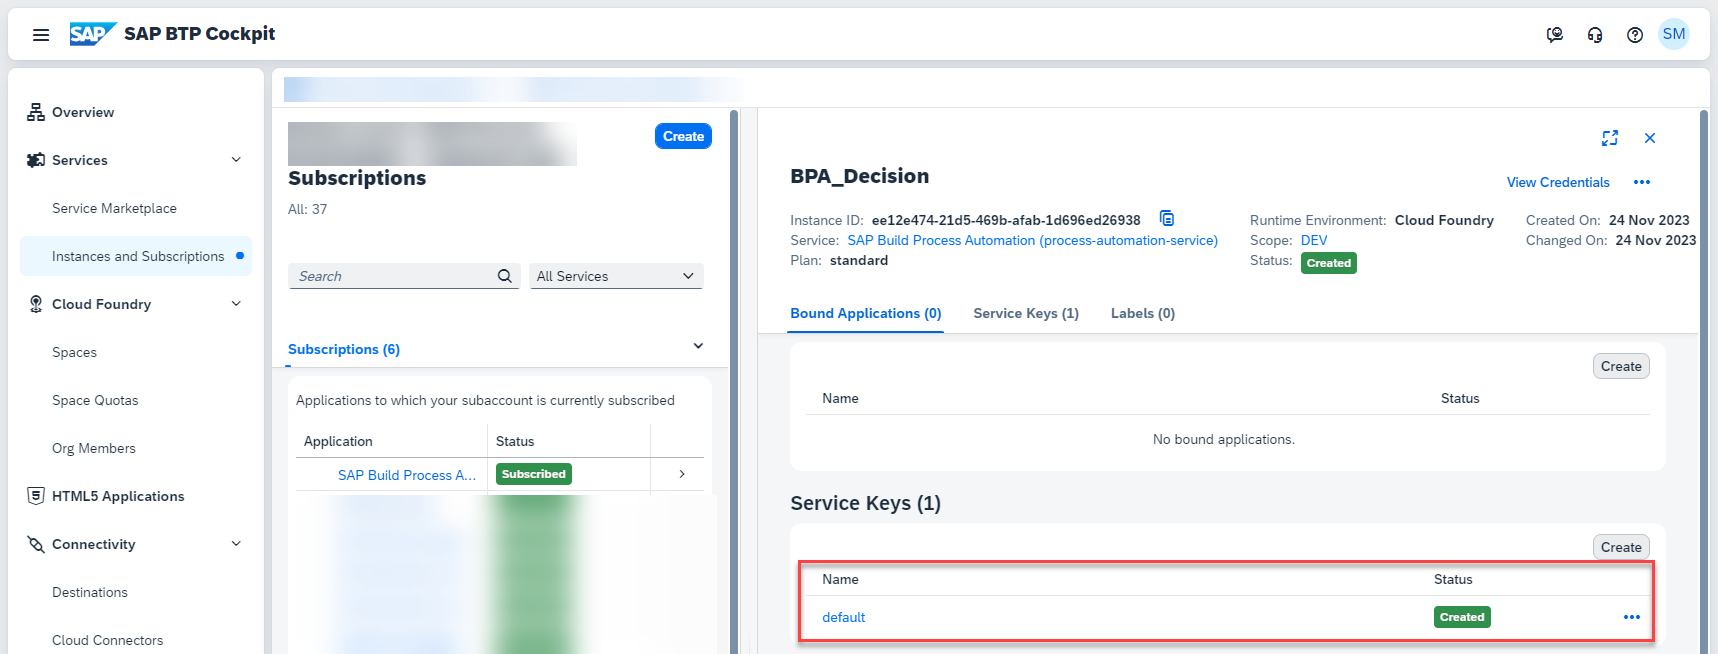 SAP SAP BTP Cockpit
SM
Overview
Services
Service Marketplace
Instances and Subscriptions
Cloud Foundry
Spaces
Space Quotas
Org Members
HTML5 Applications
Connectivity
Destinations
Cloud Connectors
Create
Subscriptions
All: 37
Search
All Services
Subscriptions (6)
Applications to which your subaccount is currently subscribed
Application Status
SAP Build Process A... Subscribed
BPA_Decision
View Credentials
Instance ID: ee12e474-21d5-469b-afab-1d696ed26938
Service: SAP Build Process Automation (process-automation-service)
Plan: standard
Runtime Environment: Cloud Foundry
Scope: DEV
Status: Created
Created On: 24 Nov 2023
Changed On: 24 Nov 2023
Bound Applications (0) Service Keys (1) Labels (0)
Create
Name Status
No bound applications.
Service Keys (1)
Create
Name Status
default Created